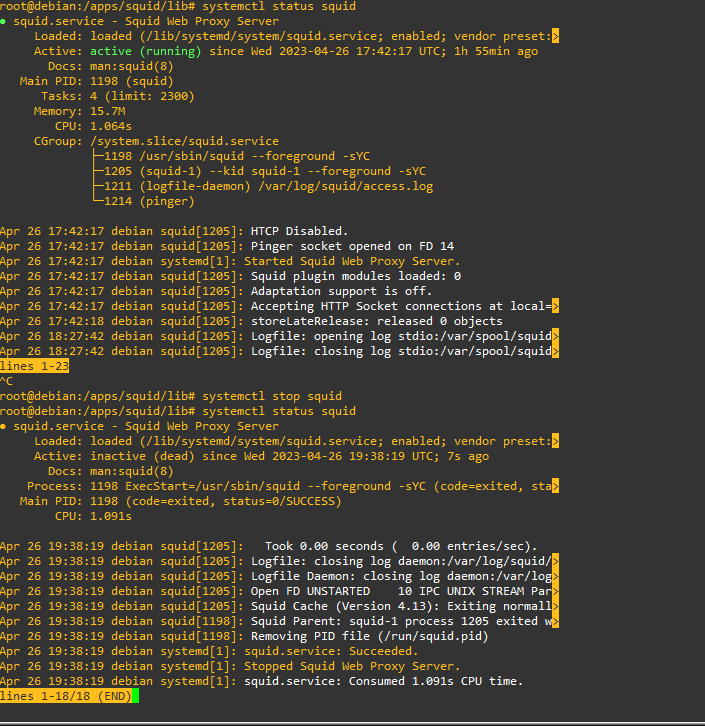 root@debian:/apps/squid/lib# systemctl status squid
● squid.service - Squid Web Proxy Server
     Loaded: loaded (/lib/systemd/system/squid.service; enabled; vendor preset:>
     Active: active (running) since Wed 2023-04-26 17:42:17 UTC; 1h 55min ago
       Docs: man:squid(8)
   Main PID: 1198 (squid)
      Tasks: 4 (limit: 2300)
     Memory: 15.7M
        CPU: 1.064s
     CGroup: /system.slice/squid.service
             ├─1198 /usr/sbin/squid --foreground -sYC
             ├─1205 (squid-1) --kid squid-1 --foreground -sYC
             ├─1211 (logfile-daemon) /var/log/squid/access.log
             └─1214 (pinger)
Apr 26 17:42:17 debian squid[1205]: HTCP Disabled.
Apr 26 17:42:17 debian squid[1205]: Pinger socket opened on FD 14
Apr 26 17:42:17 debian systemd[1]: Started Squid Web Proxy Server.
Apr 26 17:42:17 debian squid[1205]: Squid plugin modules loaded: 0
Apr 26 17:42:17 debian squid[1205]: Adaptation support is off.
Apr 26 17:42:17 debian squid[1205]: Accepting HTTP Socket connections at local=>
Apr 26 17:42:18 debian squid[1205]: storeLateRelease: released 0 objects
Apr 26 18:27:42 debian squid[1205]: Logfile: opening log stdio:/var/spool/squid>
Apr 26 18:27:42 debian squid[1205]: Logfile: closing log stdio:/var/spool/squid>
lines 1-23
^C
root@debian:/apps/squid/lib# systemctl stop squid
root@debian:/apps/squid/lib# systemctl status squid
● squid.service - Squid Web Proxy Server
     Loaded: loaded (/lib/systemd/system/squid.service; enabled; vendor preset:>
     Active: inactive (dead) since Wed 2023-04-26 19:38:19 UTC; 7s ago
       Docs: man:squid(8)
    Process: 1198 ExecStart=/usr/sbin/squid --foreground -sYC (code=exited, sta>
   Main PID: 1198 (code=exited, status=0/SUCCESS)
        CPU: 1.091s
Apr 26 19:38:19 debian squid[1205]:   Took 0.00 seconds (  0.00 entries/sec).
Apr 26 19:38:19 debian squid[1205]: Logfile: closing log daemon:/var/log/squid/>
Apr 26 19:38:19 debian squid[1205]: Logfile Daemon: closing log daemon:/var/log>
Apr 26 19:38:19 debian squid[1205]: Open FD UNSTARTED    10 IPC UNIX STREAM Par>
Apr 26 19:38:19 debian squid[1205]: Squid Cache (Version 4.13): Exiting normall>
Apr 26 19:38:19 debian squid[1198]: Squid Parent: squid-1 process 1205 exited w>
Apr 26 19:38:19 debian squid[1198]: Removing PID file (/run/squid.pid)
Apr 26 19:38:19 debian systemd[1]: squid.service: Succeeded.
Apr 26 19:38:19 debian systemd[1]: Stopped Squid Web Proxy Server.
Apr 26 19:38:19 debian systemd[1]: squid.service: Consumed 1.091s CPU time.
lines 1-18/18 (END)